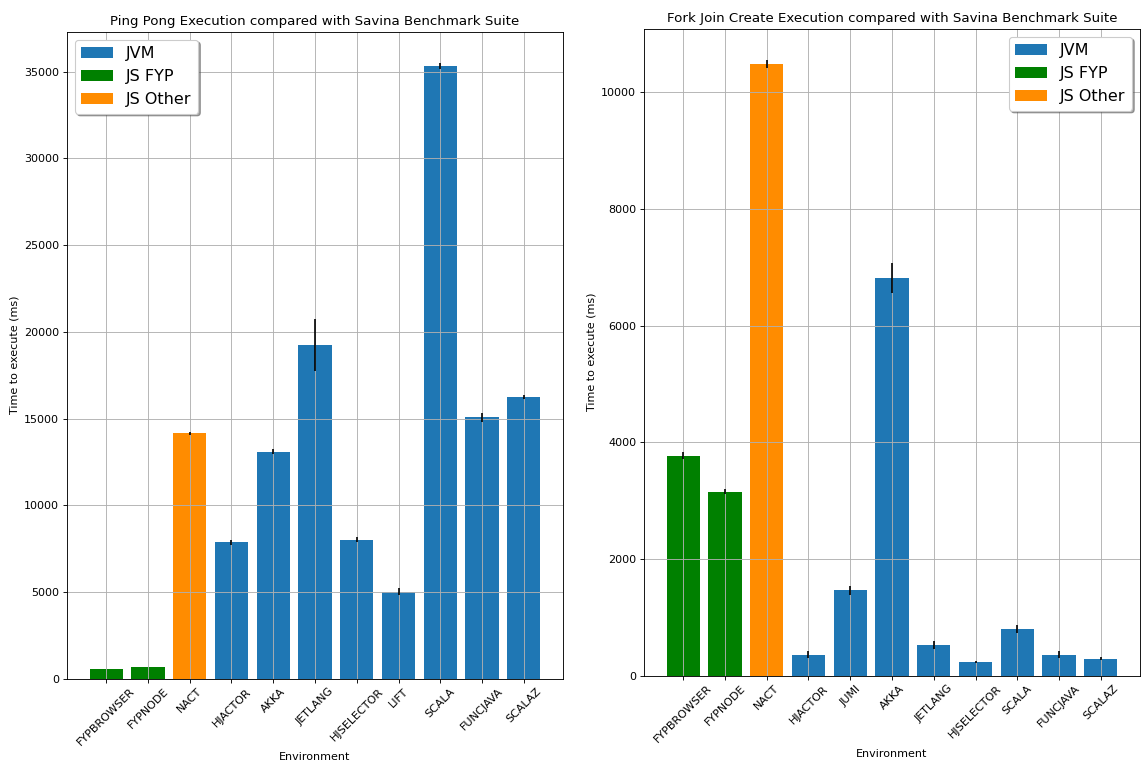 Ping Pong Execution compared with Savina Benchmark Suite
JVM
JS FYP
JS Other
35000
30000
25000
20000
15000
10000
5000
0
Time to execute (ms)
FYPBROWSER
FYPNODE
NACT
HJACTOR
AKKA
JETLANG
HJSELECTOR
LIFT
SCALA
FUNCJAVA
SCALAZ
Environment
Fork Join Create Execution compared with Savina Benchmark Suite
JVM
JS FYP
JS Other
10000
8000
6000
4000
2000
0
Time to execute (ms)
FYPBROWSER
FYPNODE
NACT
HJACTOR
JUMI
AKKA
JETLANG
HJSELECTOR
SCALA
FUNCJAVA
SCALAZ
Environment